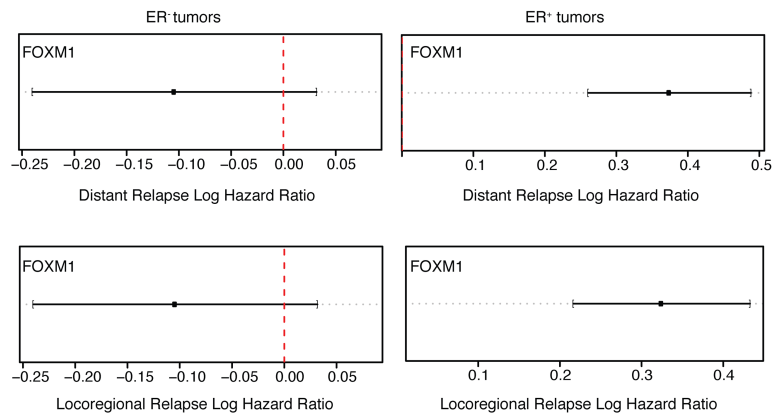 ER- tumors
ER+ tumors
FOXM1
FOXM1
−0.25 −0.20 −0.15 −0.10 −0.05 0.00 0.05
0.1 0.2 0.3 0.4 0.5
Distant Relapse Log Hazard Ratio
Distant Relapse Log Hazard Ratio
FOXM1
FOXM1
−0.25 −0.20 −0.15 −0.10 −0.05 0.00 0.05
0.1 0.2 0.3 0.4
Locoregional Relapse Log Hazard Ratio
Locoregional Relapse Log Hazard Ratio